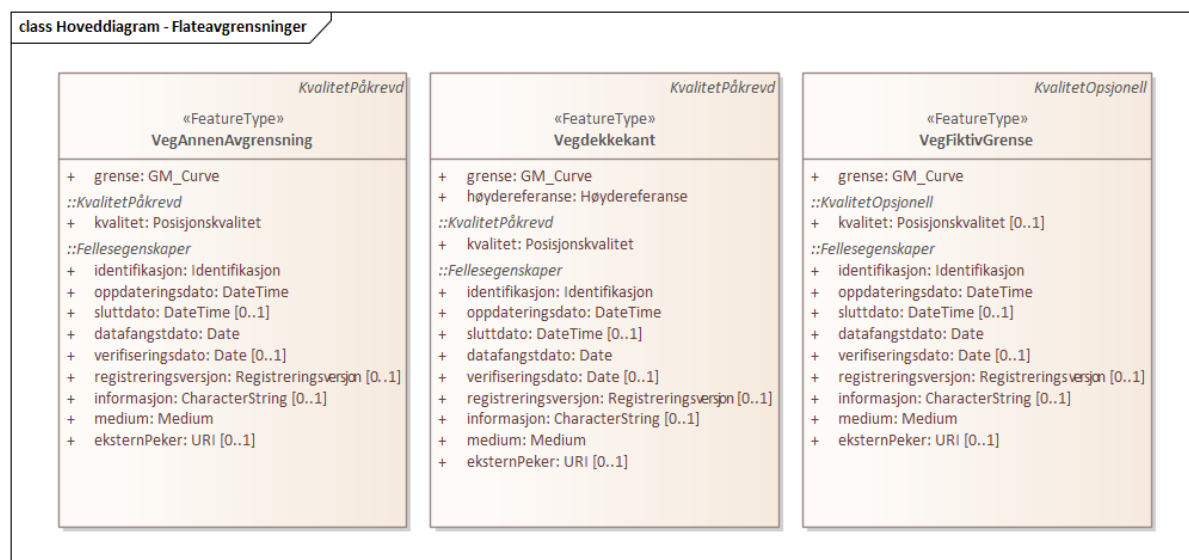 class Hoveddiagram - Flateavgrensninger
KvalitetPåkrevd
«FeatureType»
VegAnnenAvgrensning
+ grense: GM_Curve
::KvalitetPåkrevd
+ kvalitet: Posisjonskvalitet
::Fellesegenskaper
+ identifikasjon: Identifikasjon
+ oppdateringsdato: DateTime
+ sluttdato: DateTime [0..1]
+ datafangstdato: Date
+ verifiseringsdato: Date [0..1]
+ registreringsversjon: Registreringsversjon [0..1]
+ informasjon: CharacterString [0..1]
+ medium: Medium
+ eksternPeker: URI [0..1]
KvalitetPåkrevd
«FeatureType»
Vegdekkekant
+ grense: GM_Curve
+ høydereferanse: Høydereferanse
::KvalitetPåkrevd
+ kvalitet: Posisjonskvalitet
::Fellesegenskaper
+ identifikasjon: Identifikasjon
+ oppdateringsdato: DateTime
+ sluttdato: DateTime [0..1]
+ datafangstdato: Date
+ verifiseringsdato: Date [0..1]
+ registreringsversjon: Registreringsversjon [0..1]
+ informasjon: CharacterString [0..1]
+ medium: Medium
+ eksternPeker: URI [0..1]
KvalitetOpsjonell
«FeatureType»
VegFiktivGrense
+ grense: GM_Curve
::KvalitetOpsjonell
+ kvalitet: Posisjonskvalitet [0..1]
::Fellesegenskaper
+ identifikasjon: Identifikasjon
+ oppdateringsdato: DateTime
+ sluttdato: DateTime [0..1]
+ datafangstdato: Date
+ verifiseringsdato: Date [0..1]
+ registreringsversjon: Registreringsversjon [0..1]
+ informasjon: CharacterString [0..1]
+ medium: Medium
+ eksternPeker: URI [0..1]